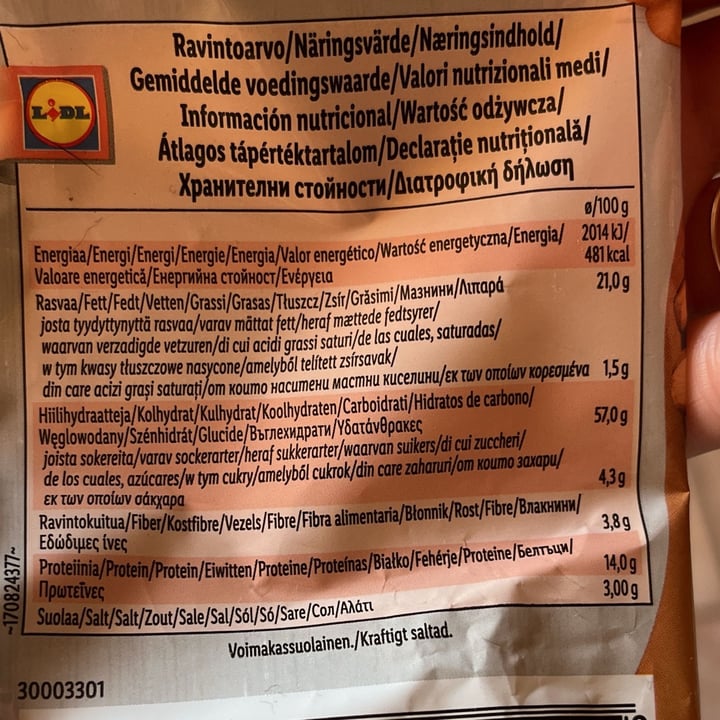 Ravintoarvo/Näringsvärde/Næringsindhold/
Gemiddelde voedingswaarde/Valori nutrizionali medi/
Información nutricional/Wartość odżywcza/
Átlagos tápértéktartalom/Declarație nutrițională/
Хранителни стойности/Διατροφική δήλωση
LIDL
ø/100 g
Energiaa/Energi/Energi/Energie/Energia/Valor energético/Wartość energetyczna/Energia/ 2014 kJ/
Valoare energetică/Енергийна стойност/Ενέργεια 481 kcal
Rasvaa/Fett/Fedt/Vetten/Grassi/Grasas/Tłuszcz/Zsír/Grăsimi/Мазнини/Λιπαρά 21,0 g
josta tyydyttynyttä rasvaa/varav mättat fett/heraf mættede fedtsyrer/
waarvan verzadigde vetzuren/di cui acidi grassi saturi/de las cuales, saturadas/
w tym kwasy tłuszczowe nasycone/amelyből telített zsírsavak/
din care acizi grași saturați/от които наситени мастни киселини/εκ των οποίων κορεσμένα 1,5 g
Hiilihydraatteja/Kolhydrat/Kulhydrat/Koolhydraten/Carboidrati/Hidratos de carbono/ 57,0 g
Węglowodany/Szénhidrát/Glucide/Въглехидрати/Υδατάνθρακες
joista sokereita/varav sockerarter/heraf sukkerarter/waarvan suikers/di cui zuccheri/
de los cuales, azúcares/w tym cukry/amelyből cukrok/din care zaharuri/от които захари/ 4,3 g
εκ των οποίων σάκχαρα
Ravintokuitua/Fiber/Kostfibre/Vezels/Fibre/Fibra alimentaria/Błonnik/Rost/Fibre/Влакнини/ 3,8 g
Εδώδιμες ίνες
Proteiinia/Protein/Protein/Eiwitten/Proteine/Proteínas/Białko/Fehérje/Proteine/Белтъци/ 14,0 g
Πρωτεΐνες
Suolaa/Salt/Salt/Zout/Sale/Sal/Sól/Só/Sare/Сол/Αλάτι 3,00 g
Voimakassuolainen./Kraftigt saltad.
~170824377~
30003301